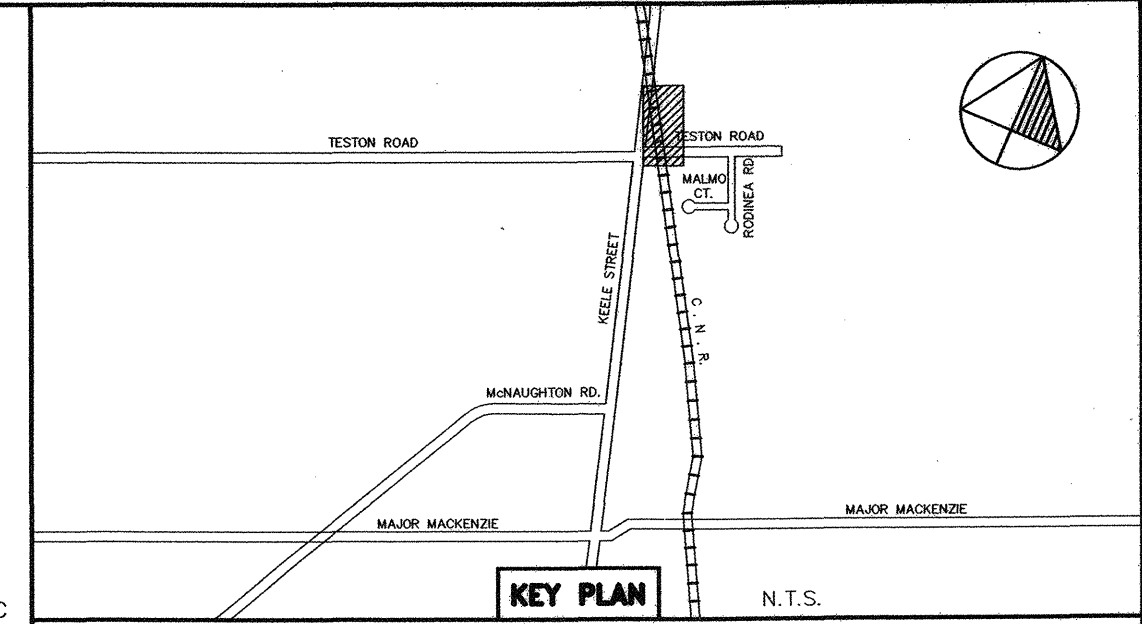 TESTON ROAD
TESTON ROAD
MALMO
CT.
RODINEA RD
KEELE STREET
C.N.R.
McNAUGHTON RD.
MAJOR MACKENZIE
MAJOR MACKENZIE
KEY PLAN
N.T.S.
C